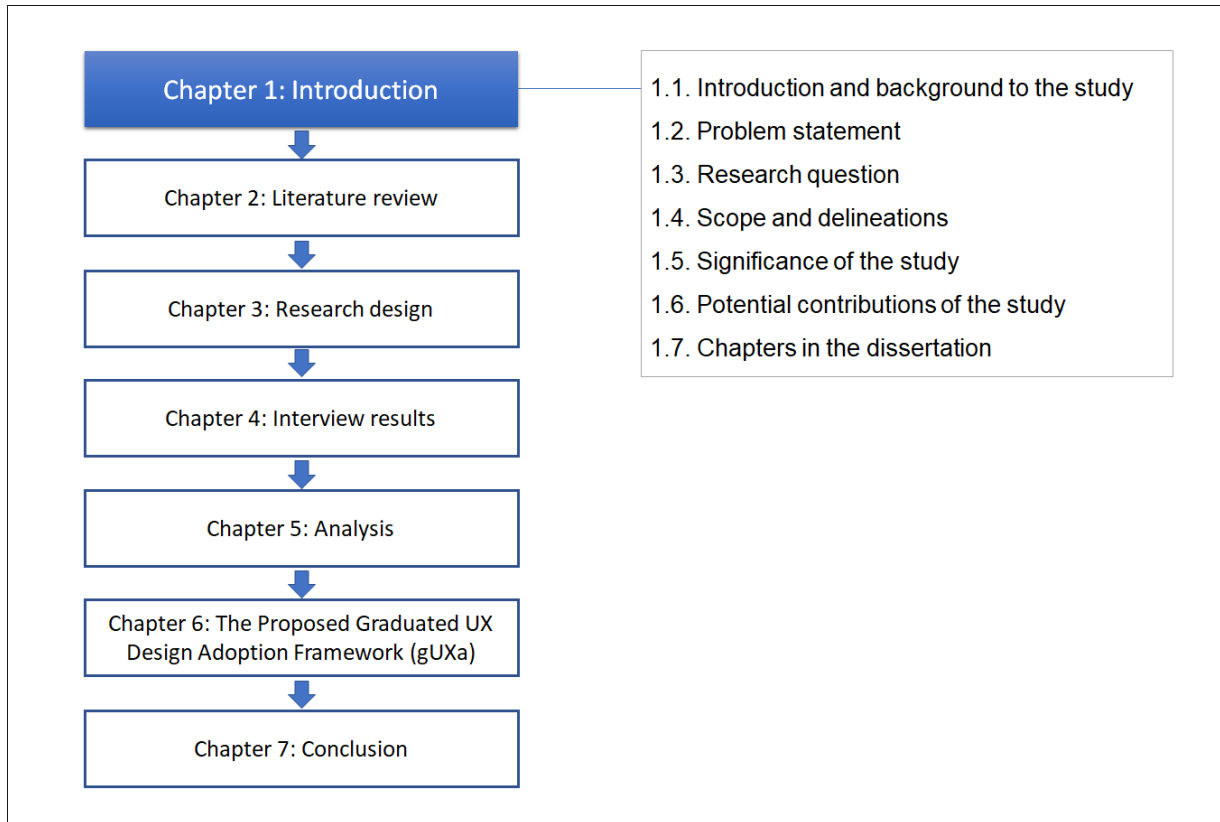 Chapter 1: Introduction
1.1. Introduction and background to the study
1.2. Problem statement
1.3. Research question
1.4. Scope and delineations
1.5. Significance of the study
1.6. Potential contributions of the study
1.7. Chapters in the dissertation
Chapter 2: Literature review
Chapter 3: Research design
Chapter 4: Interview results
Chapter 5: Analysis
Chapter 6: The Proposed Graduated UX
Design Adoption Framework (gUXa)
Chapter 7: Conclusion